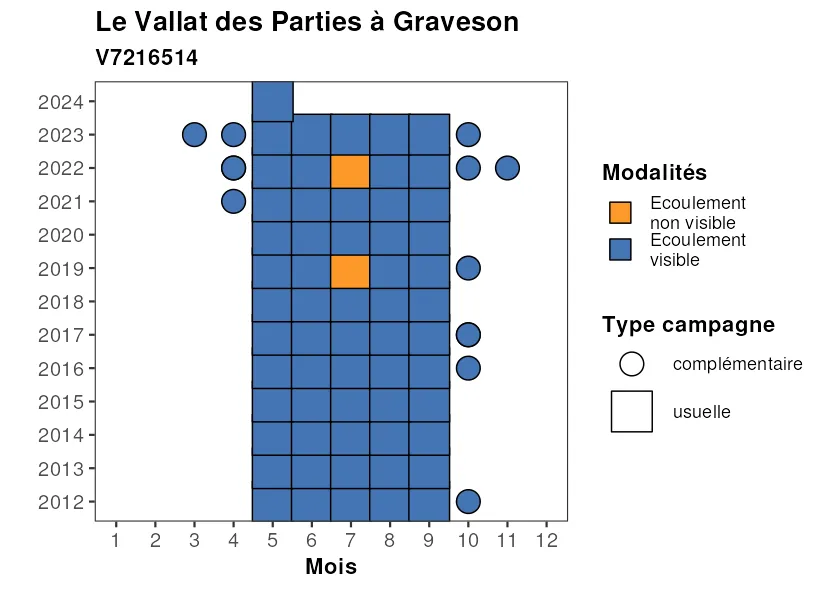 Le Vallat des Parties à Graveson
V7216514
2024
2023
2022
2021
2020
2019
2018
2017
2016
2015
2014
2013
2012
1 2 3 4 5 6 7 8 9 10 11 12
Mois
Modalités
Ecoulement
non visible
Ecoulement
visible
Type campagne
complémentaire
usuelle